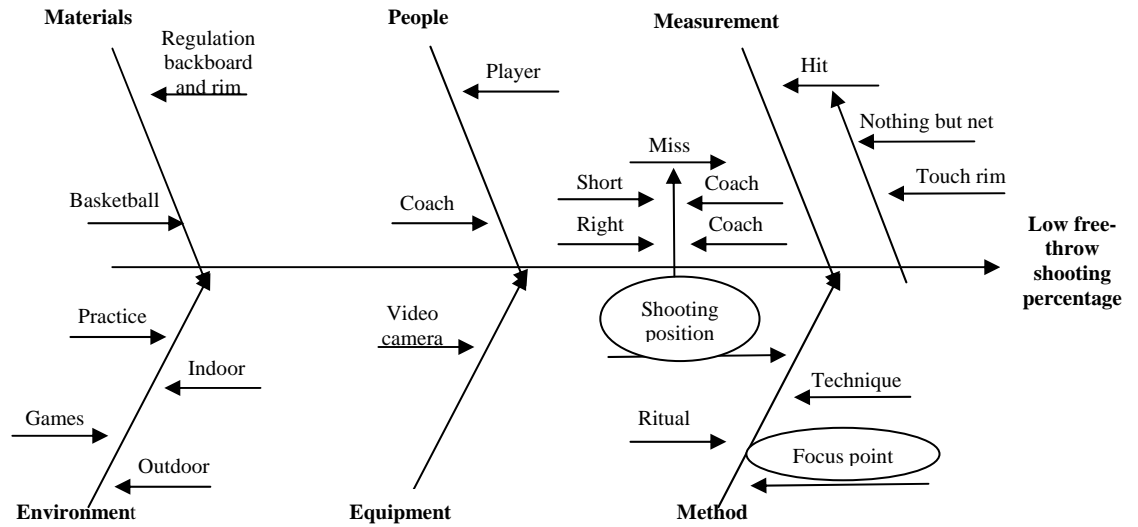 Materials
People
Measurement
Regulation
backboard
and rim
Player
Hit
Nothing but net
Miss
Touch rim
Basketball
Coach
Short
Coach
Right
Coach
Low free-
throw
shooting
percentage
Practice
Video
camera
Shooting
position
Indoor
Technique
Games
Ritual
Outdoor
Focus point
Environment
Equipment
Method